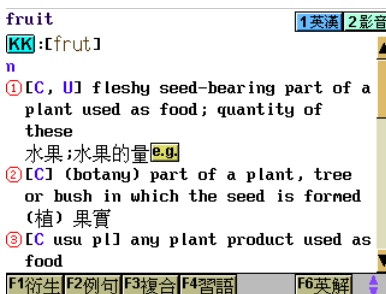 fruit 1英漢 2影音
KK:[frut]
n
①[C, U] fleshy seed-bearing part of a
plant used as food; quantity of
these
水果;水果的量e.g.
②[C] (botany) part of a plant, tree
or bush in which the seed is formed
(植) 果實
③[C usu pl] any plant product used as
food
F1衍生 F2例句 F3複合 F4習語 F6英解